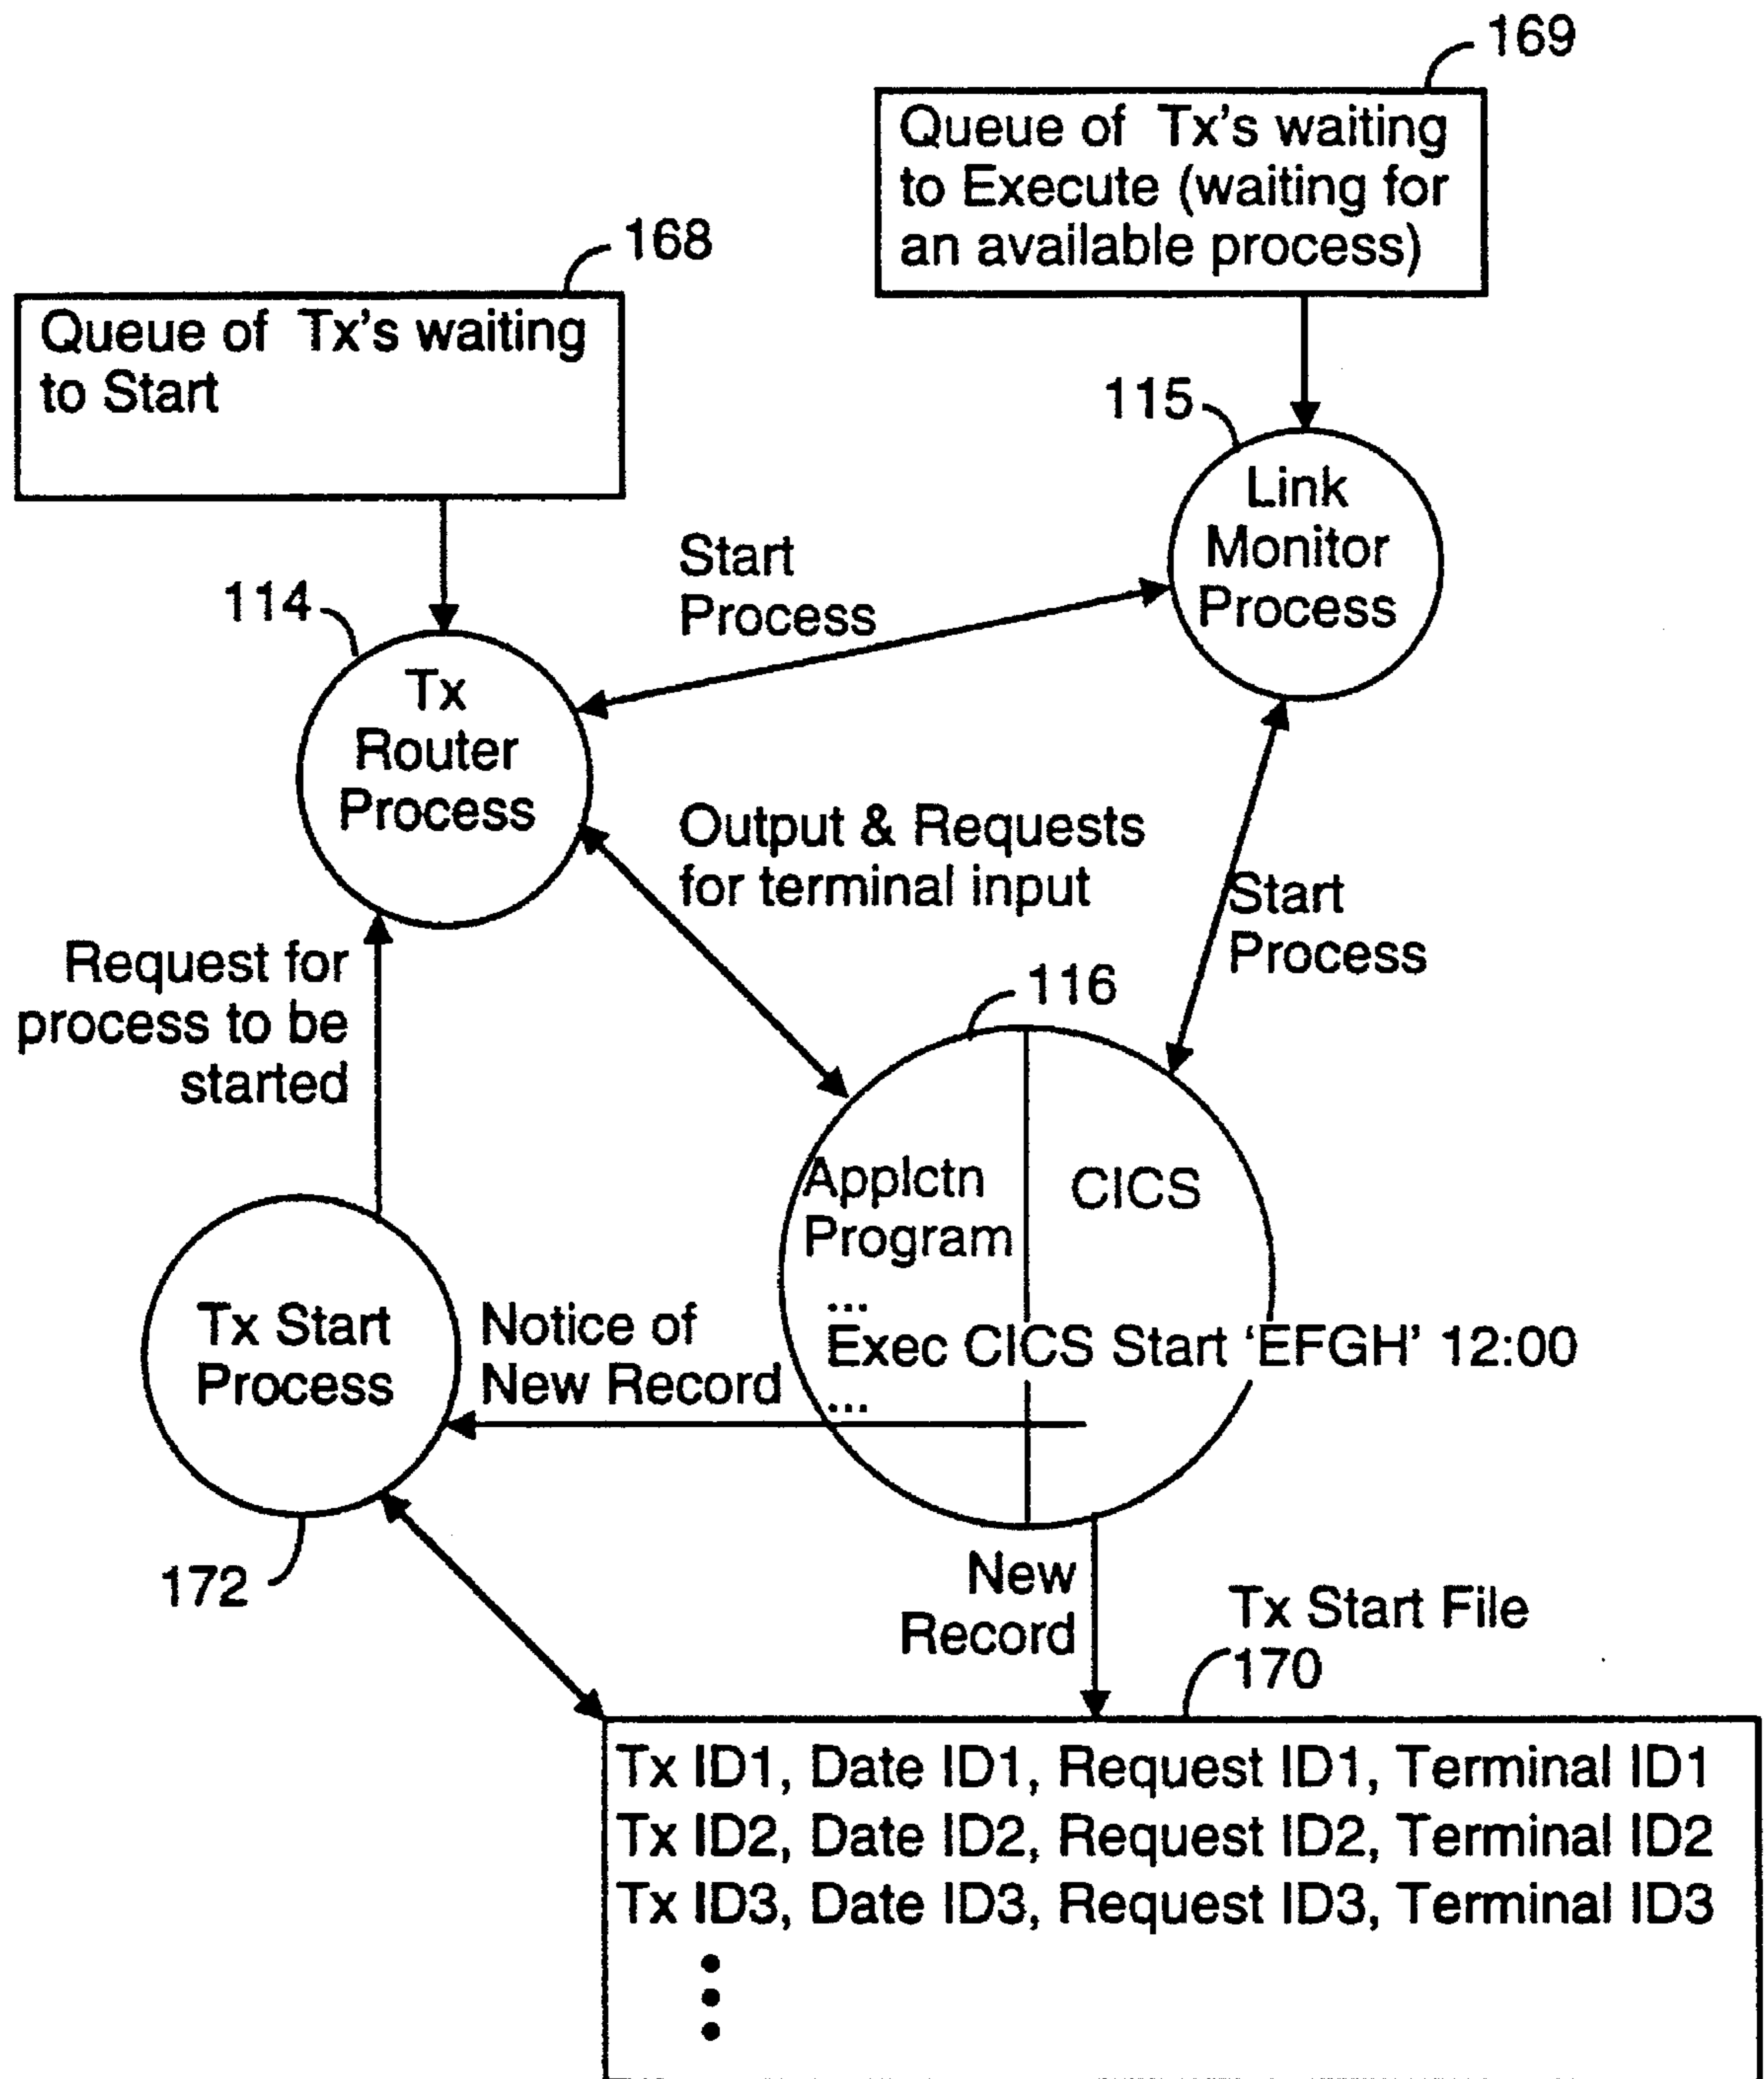 169
Queue of Tx's waiting
to Execute (waiting for
an available process)
168
Queue of Tx's waiting
to Start
115
Link
Monitor
Process
Start
Process
114
Tx
Router
Process
Output & Requests
for terminal input
Start
Process
Request for
process to be
started
116
Applctn
Program
CICS
...
Exec CICS Start 'EFGH' 12:00
...
Tx Start
Process
Notice of
New Record
172
New
Record
Tx Start File
170
Tx ID1, Date ID1, Request ID1, Terminal ID1
Tx ID2, Date ID2, Request ID2, Terminal ID2
Tx ID3, Date ID3, Request ID3, Terminal ID3